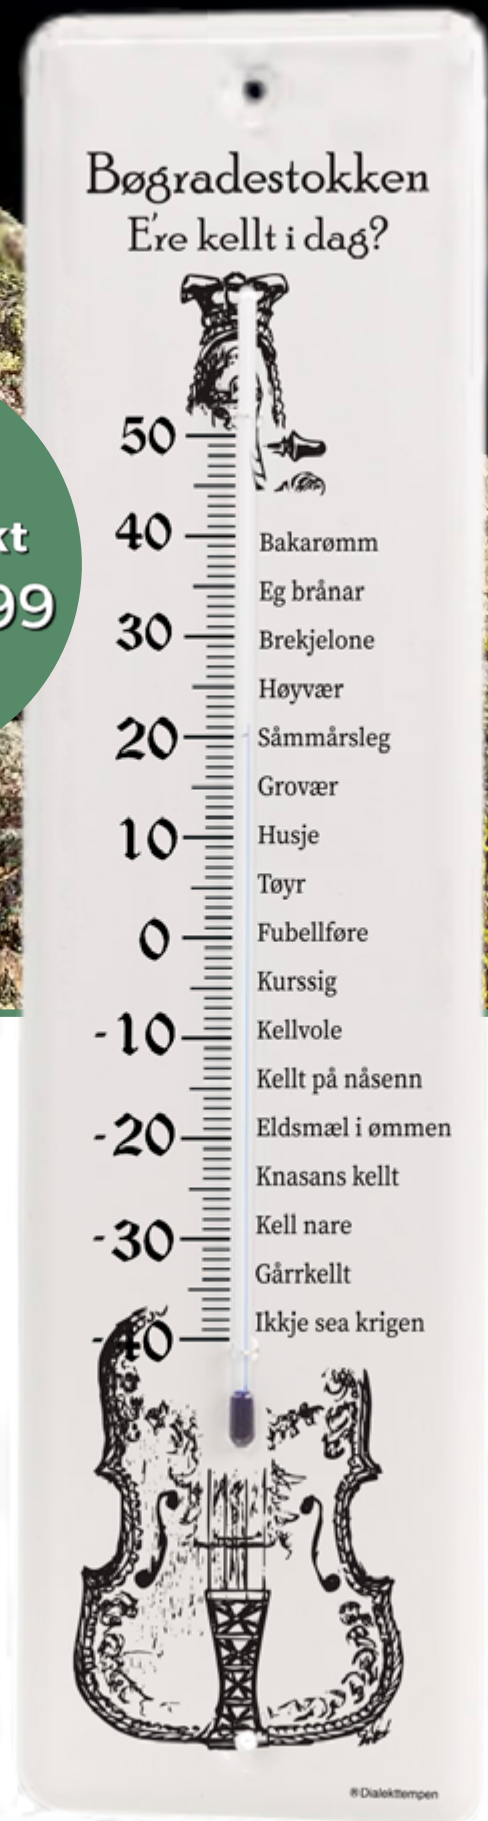 Bøgradestokken
E're kellt i dag?
50
40
Bakarømm
Eg brånar
30
Brekjelone
Høyvær
20
Såmmårsleg
Grovær
10
Husje
Tøyr
0
Fubellføre
Kurssig
-10
Kellvole
Kellt på nåsenn
-20
Eldsmæl i ømmen
Knasans kellt
-30
Kell nare
Gårrkellt
-40
Ikkje sea krigen
99
® Dialekttempen